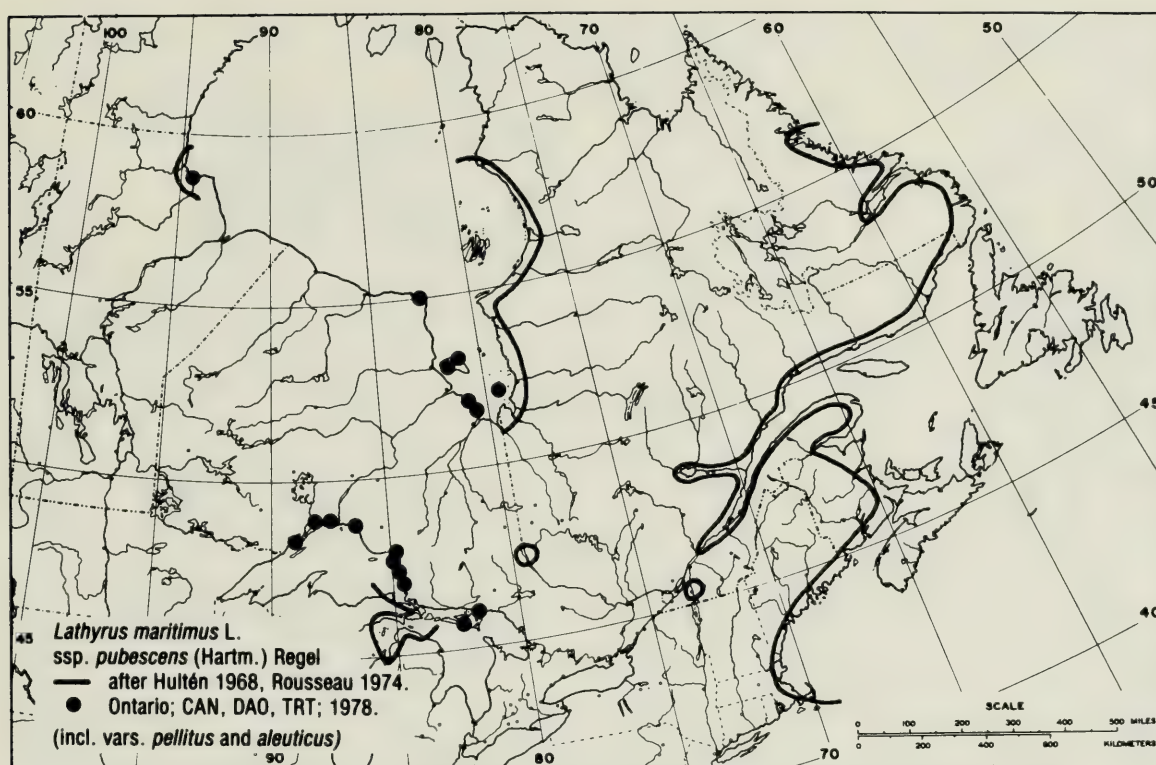 100
90
80
70
60
50
60
50
55
45
45
40
Lathyrus maritimus L.
ssp. pubescens (Hartm.) Regel
after Hultén 1968, Rousseau 1974.
Ontario; CAN, DAO, TRT; 1978.
(incl. vars. pellitus and aleuticus)
90
80
70
SCALE
0 100 200 300 400 500 MILES
0 200 400 600 800 KILOMETERS